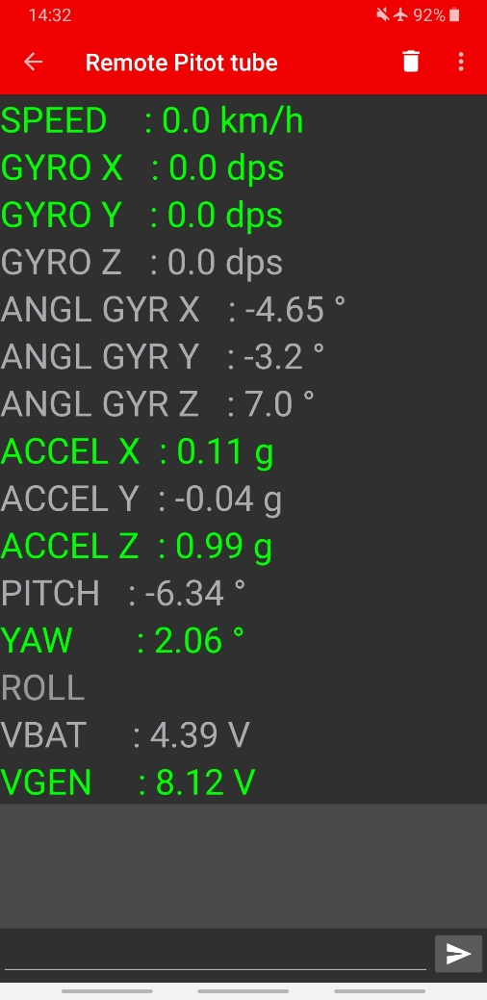 14:32 92%
Remote Pitot tube
SPEED : 0.0 km/h
GYRO X : 0.0 dps
GYRO Y : 0.0 dps
GYRO Z : 0.0 dps
ANGL GYR X : -4.65 °
ANGL GYR Y : -3.2 °
ANGL GYR Z : 7.0 °
ACCEL X : 0.11 g
ACCEL Y : -0.04 g
ACCEL Z : 0.99 g
PITCH : -6.34 °
YAW : 2.06 °
ROLL
VBAT : 4.39 V
VGEN : 8.12 V